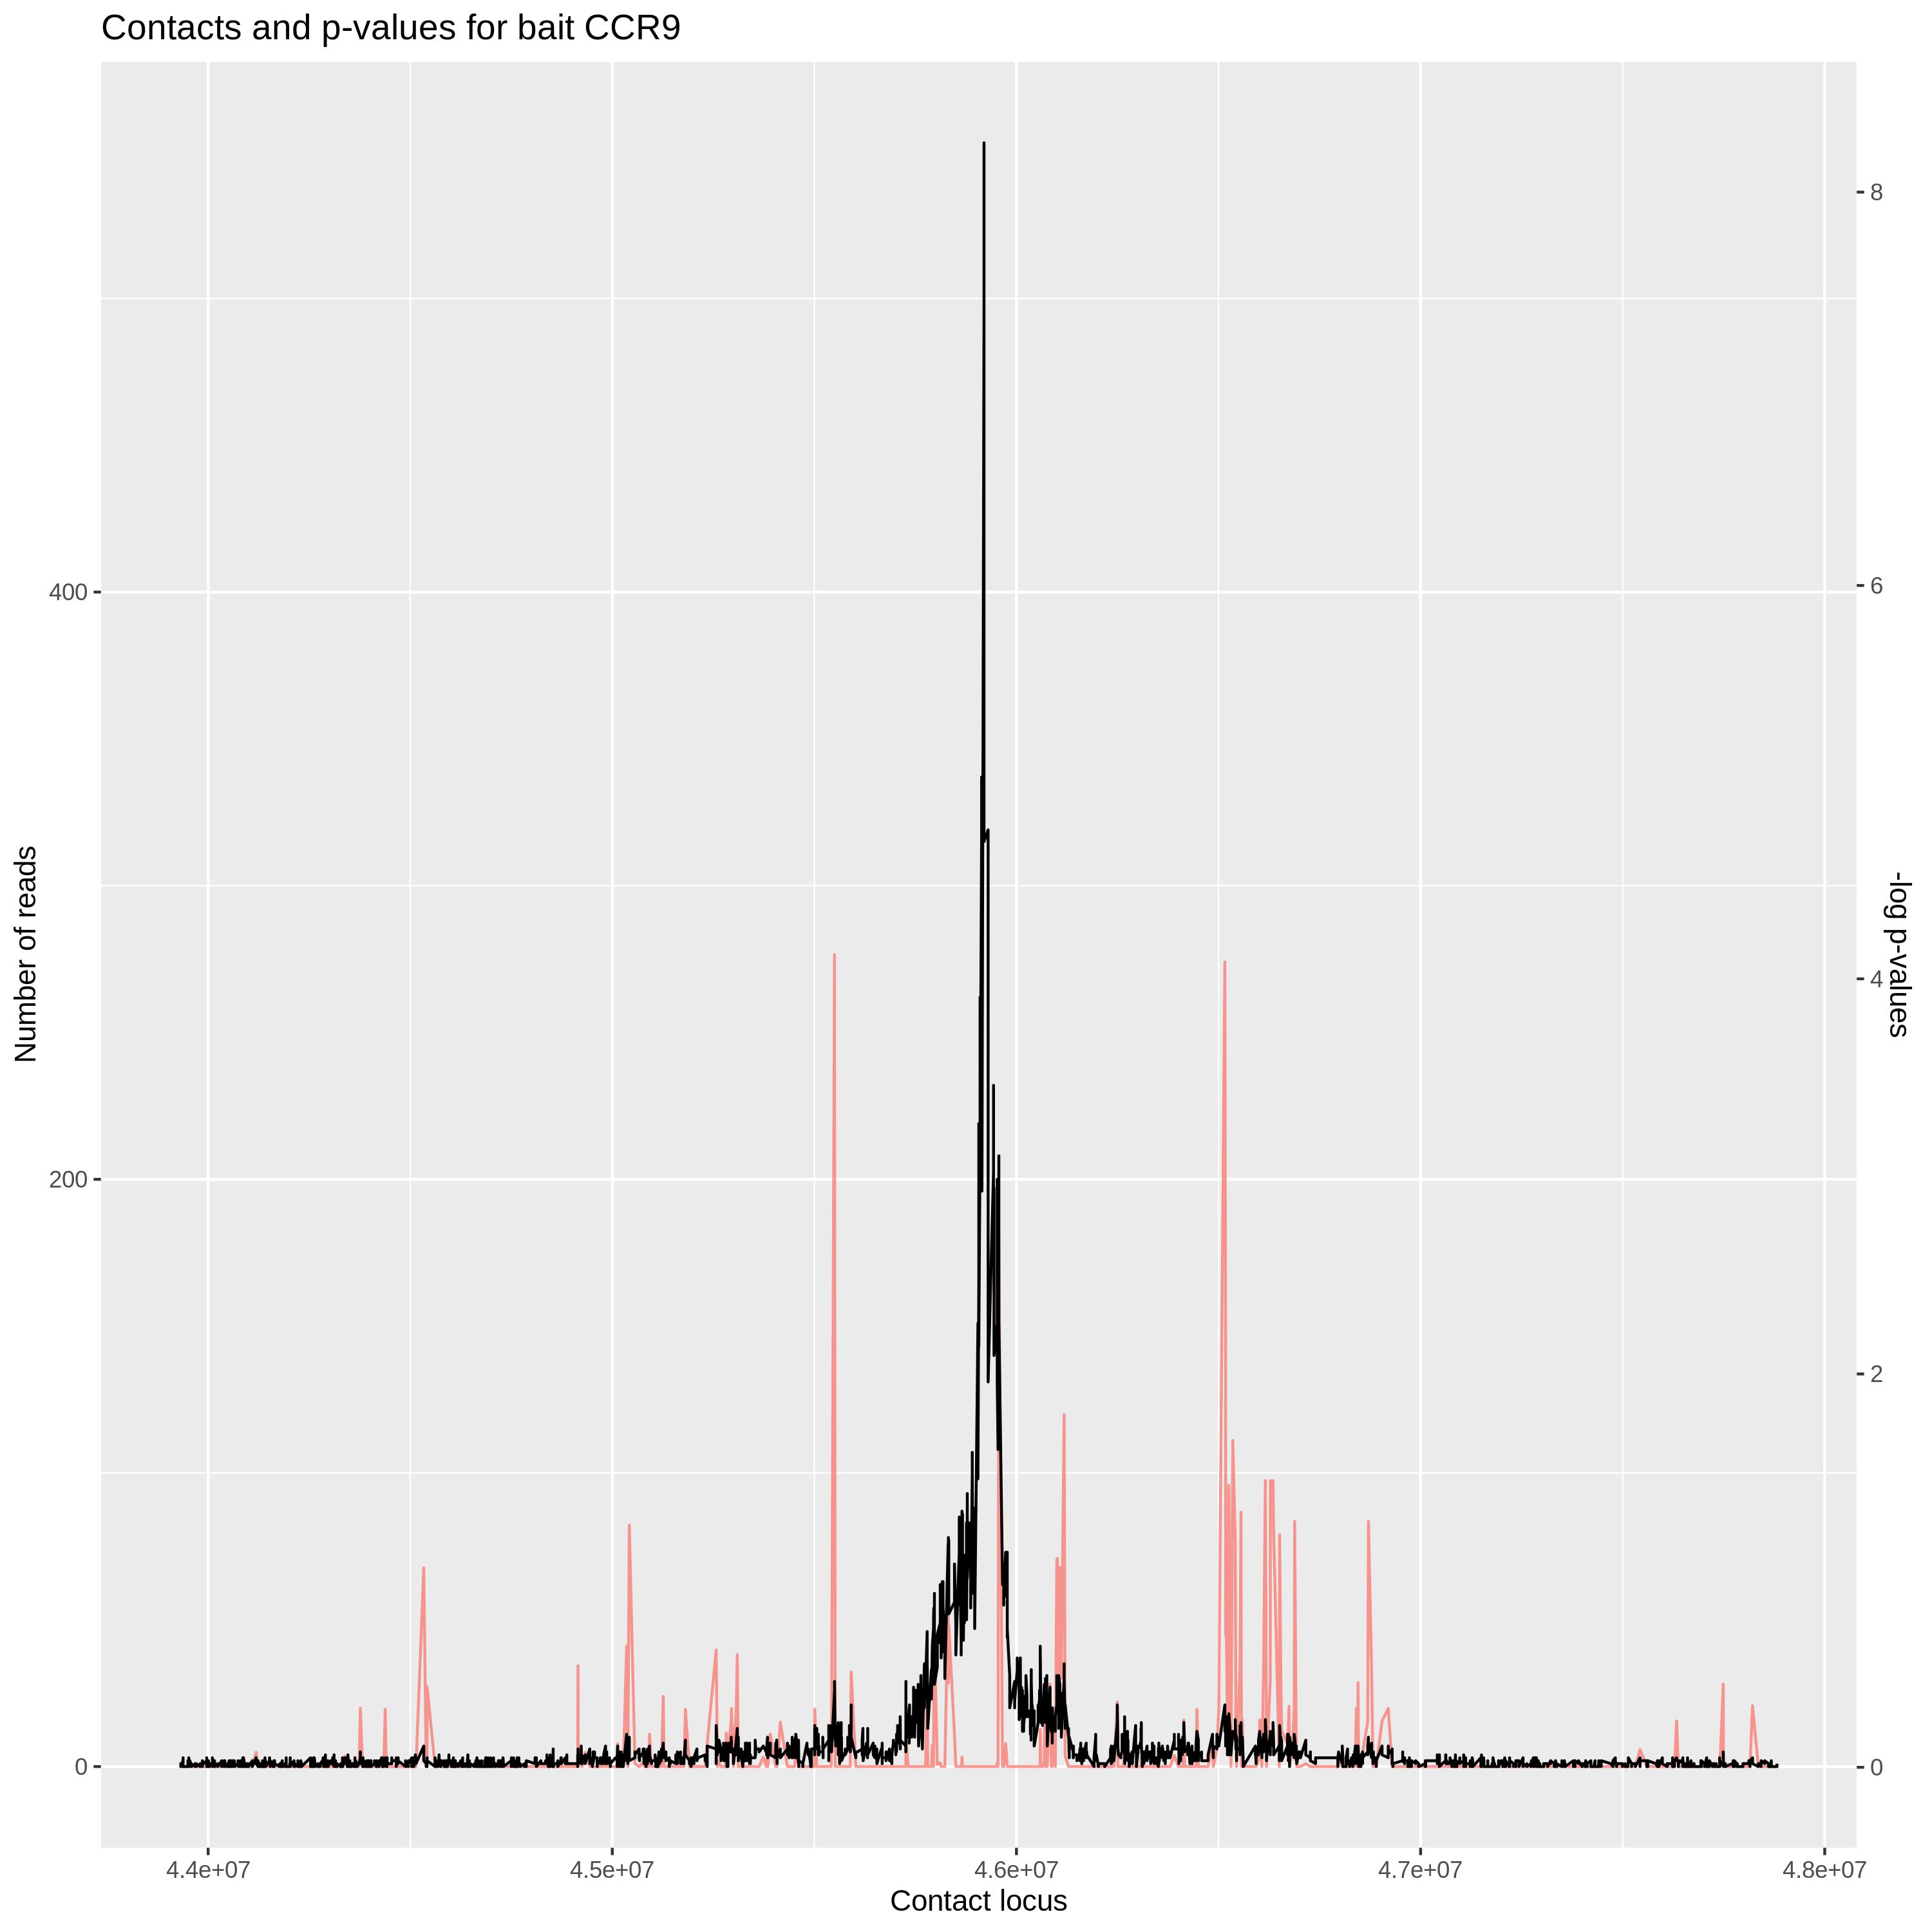 Contacts and p-values for bait CCR9
Number of reads
400
200
0
8
6
4
2
0
-log p-values
4.4e+07
4.5e+07
4.6e+07
4.7e+07
4.8e+07
Contact locus